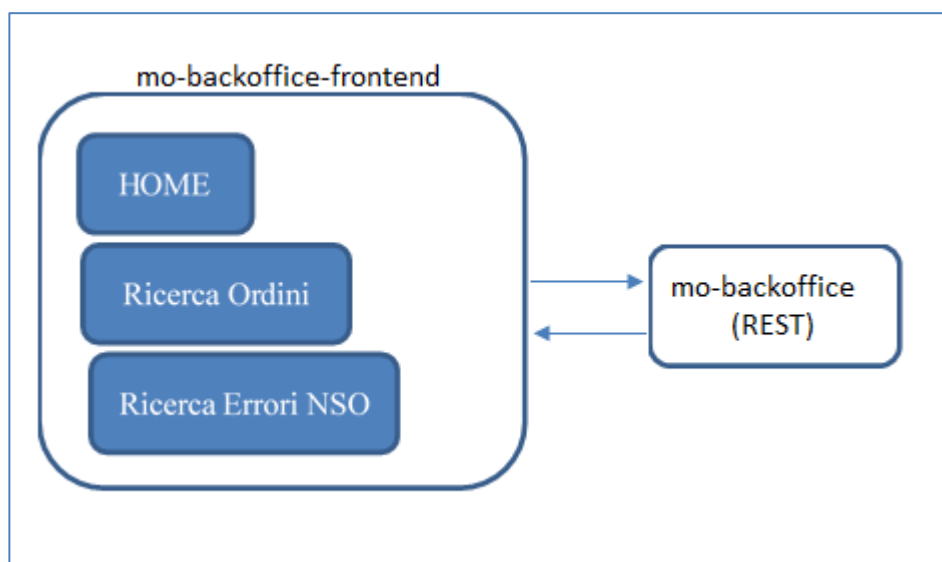 mo-backoffice-frontend
HOME
Ricerca Ordini
Ricerca Errori NSO
mo-backoffice
(REST)